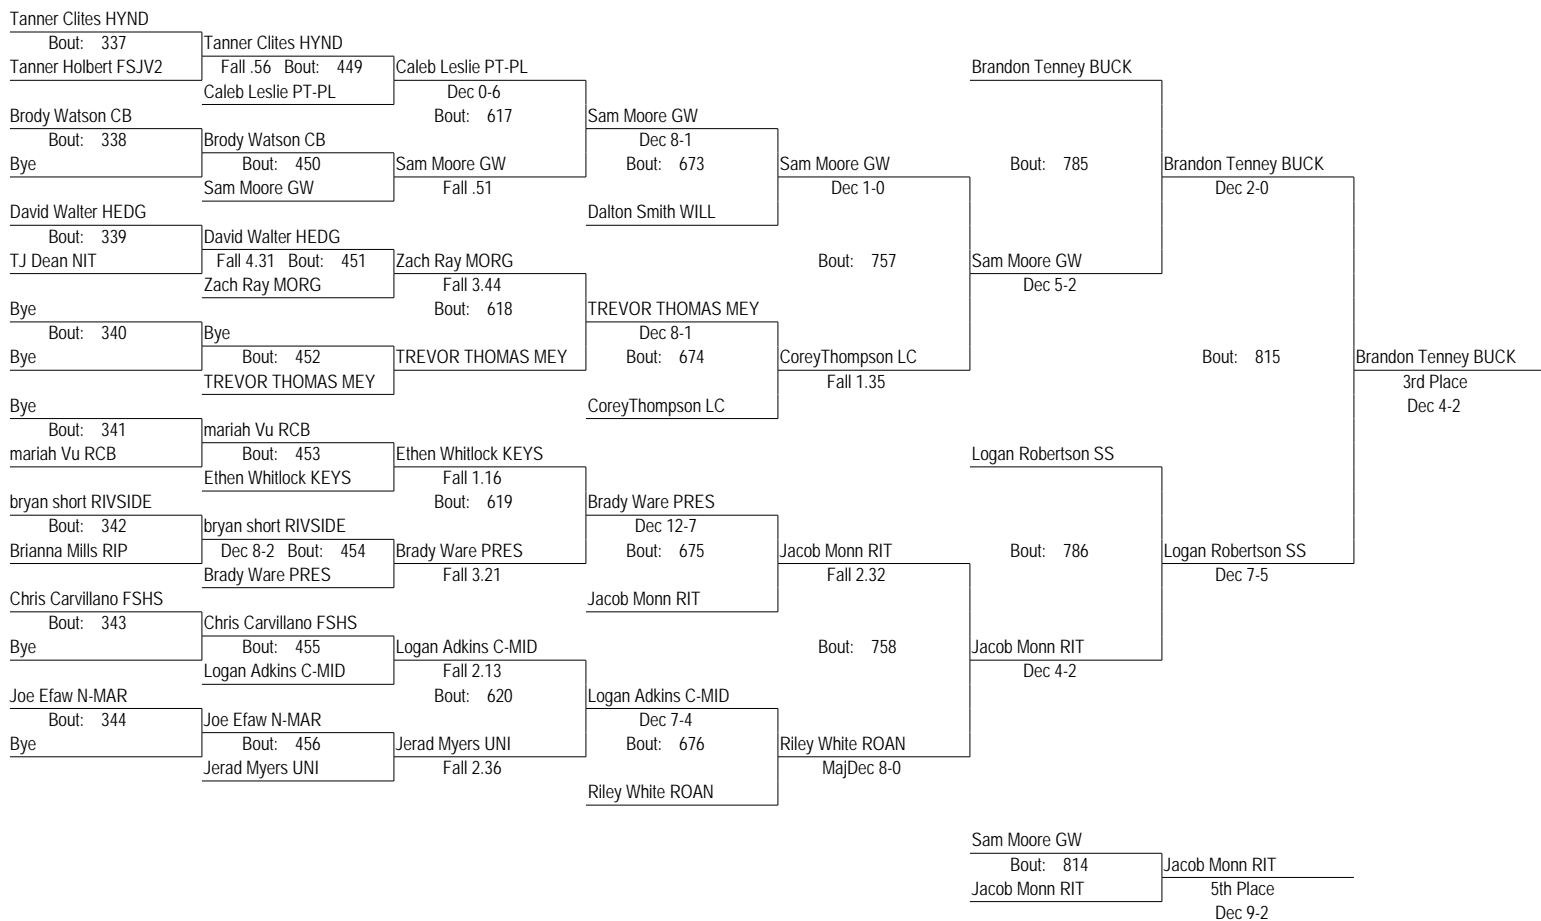 Tanner Clites HYND
Bout: 337
Tanner Holbert FSJV2
Brody Watson CB
Bout: 338
Bye
David Walter HEDG
Bout: 339
TJ Dean NIT
Bye
Bout: 340
Bye
Bye
Bout: 341
mariah Vu RCB
bryan short RIVSIDE
Bout: 342
Brianna Mills RIP
Chris Carvillano FSHS
Bout: 343
Bye
Joe Efaw N-MAR
Bout: 344
Bye
Tanner Clites HYND
Fall .56 Bout: 449
Caleb Leslie PT-PL
Brody Watson CB
Bout: 450
Sam Moore GW
David Walter HEDG
Fall 4.31 Bout: 451
Zach Ray MORG
Bye
Bout: 452
TREVOR THOMAS MEY
mariah Vu RCB
Bout: 453
Ethen Whitlock KEYS
bryan short RIVSIDE
Dec 8-2 Bout: 454
Brady Ware PRES
Chris Carvillano FSHS
Bout: 455
Logan Adkins C-MID
Joe Efaw N-MAR
Bout: 456
Jerad Myers UNI
Caleb Leslie PT-PL
Dec 0-6
Bout: 617
Sam Moore GW
Fall .51
Zach Ray MORG
Fall 3.44
Bout: 618
TREVOR THOMAS MEY
Ethen Whitlock KEYS
Fall 1.16
Bout: 619
Brady Ware PRES
Fall 3.21
Logan Adkins C-MID
Fall 2.13
Bout: 620
Jerad Myers UNI
Fall 2.36
Sam Moore GW
Dec 8-1
Bout: 673
Dalton Smith WILL
TREVOR THOMAS MEY
Dec 8-1
Bout: 674
CoreyThompson LC
Brady Ware PRES
Dec 12-7
Bout: 675
Jacob Monn RIT
Logan Adkins C-MID
Dec 7-4
Bout: 676
Riley White ROAN
Sam Moore GW
Dec 1-0
Bout: 757
CoreyThompson LC
Fall 1.35
Jacob Monn RIT
Fall 2.32
Bout: 758
Riley White ROAN
MajDec 8-0
Brandon Tenney BUCK
Bout: 785
Sam Moore GW
Dec 5-2
Logan Robertson SS
Bout: 786
Jacob Monn RIT
Dec 4-2
Brandon Tenney BUCK
Dec 2-0
Bout: 815
Logan Robertson SS
Dec 7-5
Brandon Tenney BUCK
3rd Place
Dec 4-2
Sam Moore GW
Bout: 814
Jacob Monn RIT
Jacob Monn RIT
5th Place
Dec 9-2